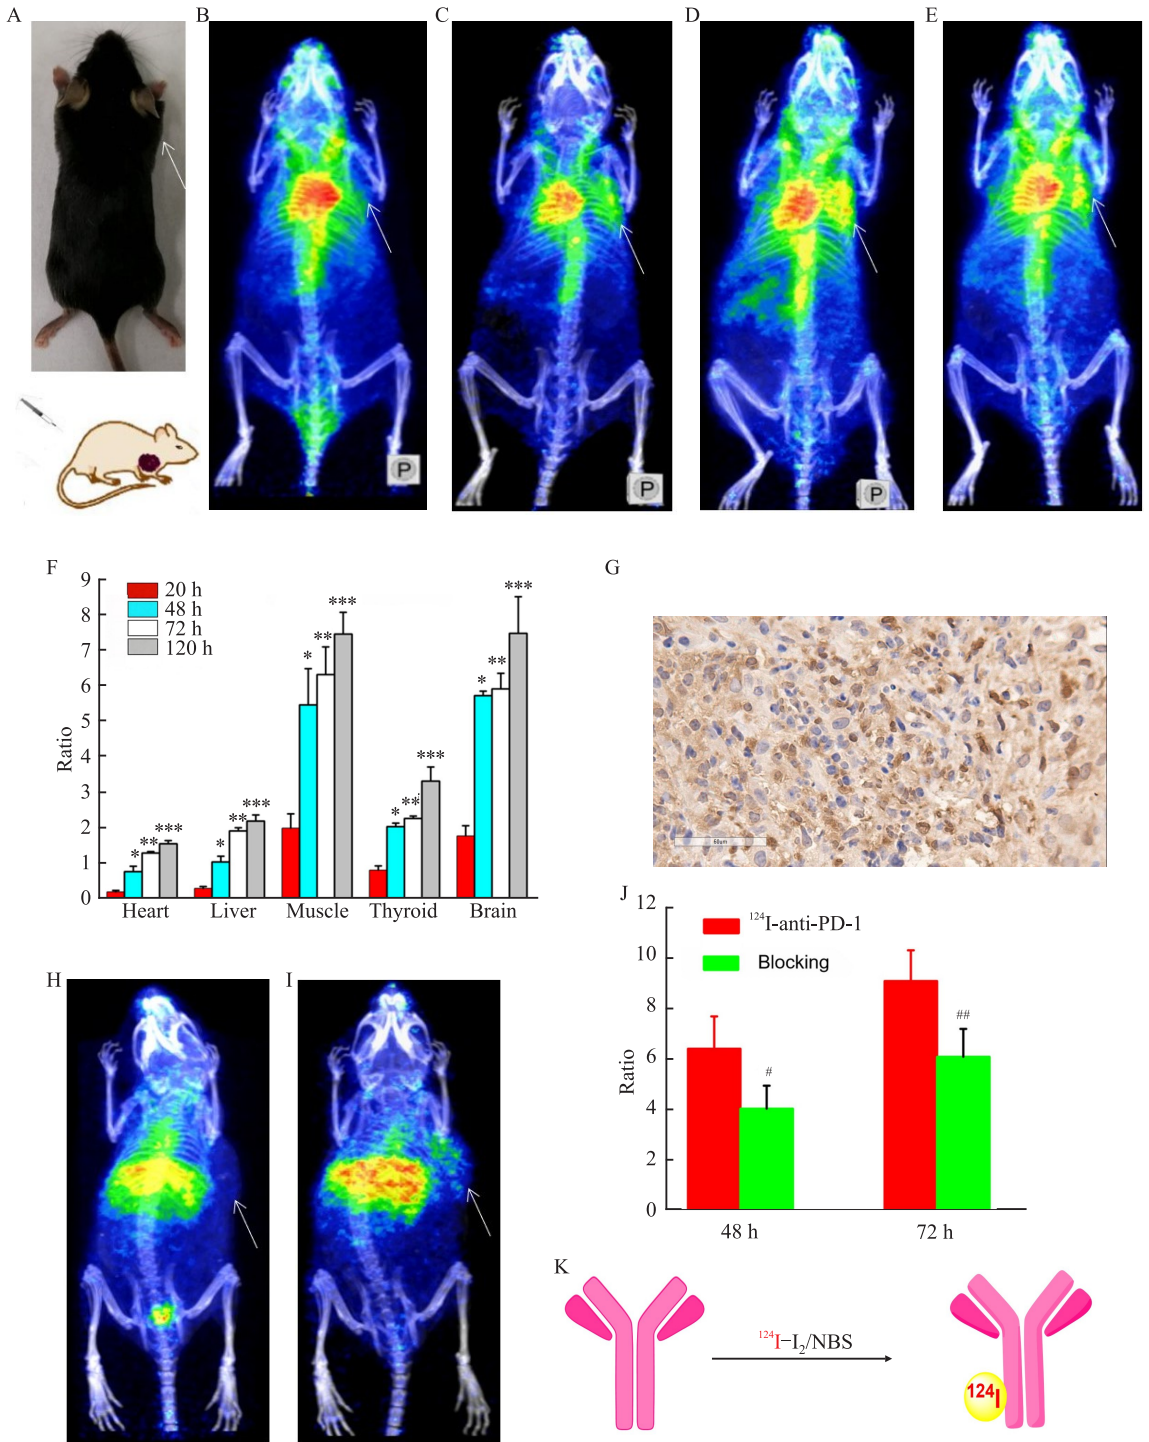 A
B
C
D
E
P
P
P
F
9
8
7
6
5
4
3
2
1
0
Ratio
20 h
48 h
72 h
120 h
*
**
***
*
**
***
*
**
***
*
**
***
*
**
***
Heart
Liver
Muscle
Thyroid
Brain
G
60μm
H
I
J
12
10
8
6
4
2
0
Ratio
¹²⁴I-anti-PD-1
Blocking
#
##
48 h
72 h
K
¹²⁴I−I₂/NBS
¹²⁴I